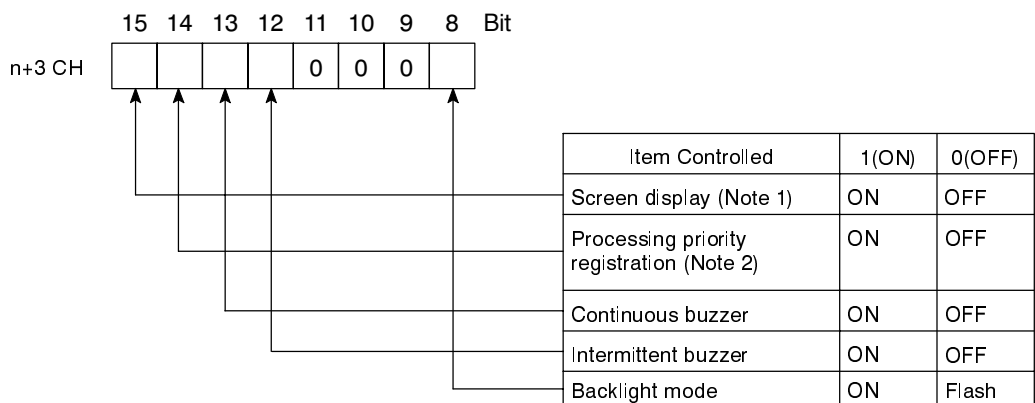 15 14 13 12 11 10 9 8 Bit
n+3 CH 0 0 0
Item Controlled 1(ON) 0(OFF)
Screen display (Note 1) ON OFF
Processing priority
registration (Note 2) ON OFF
Continuous buzzer ON OFF
Intermittent buzzer ON OFF
Backlight mode ON Flash